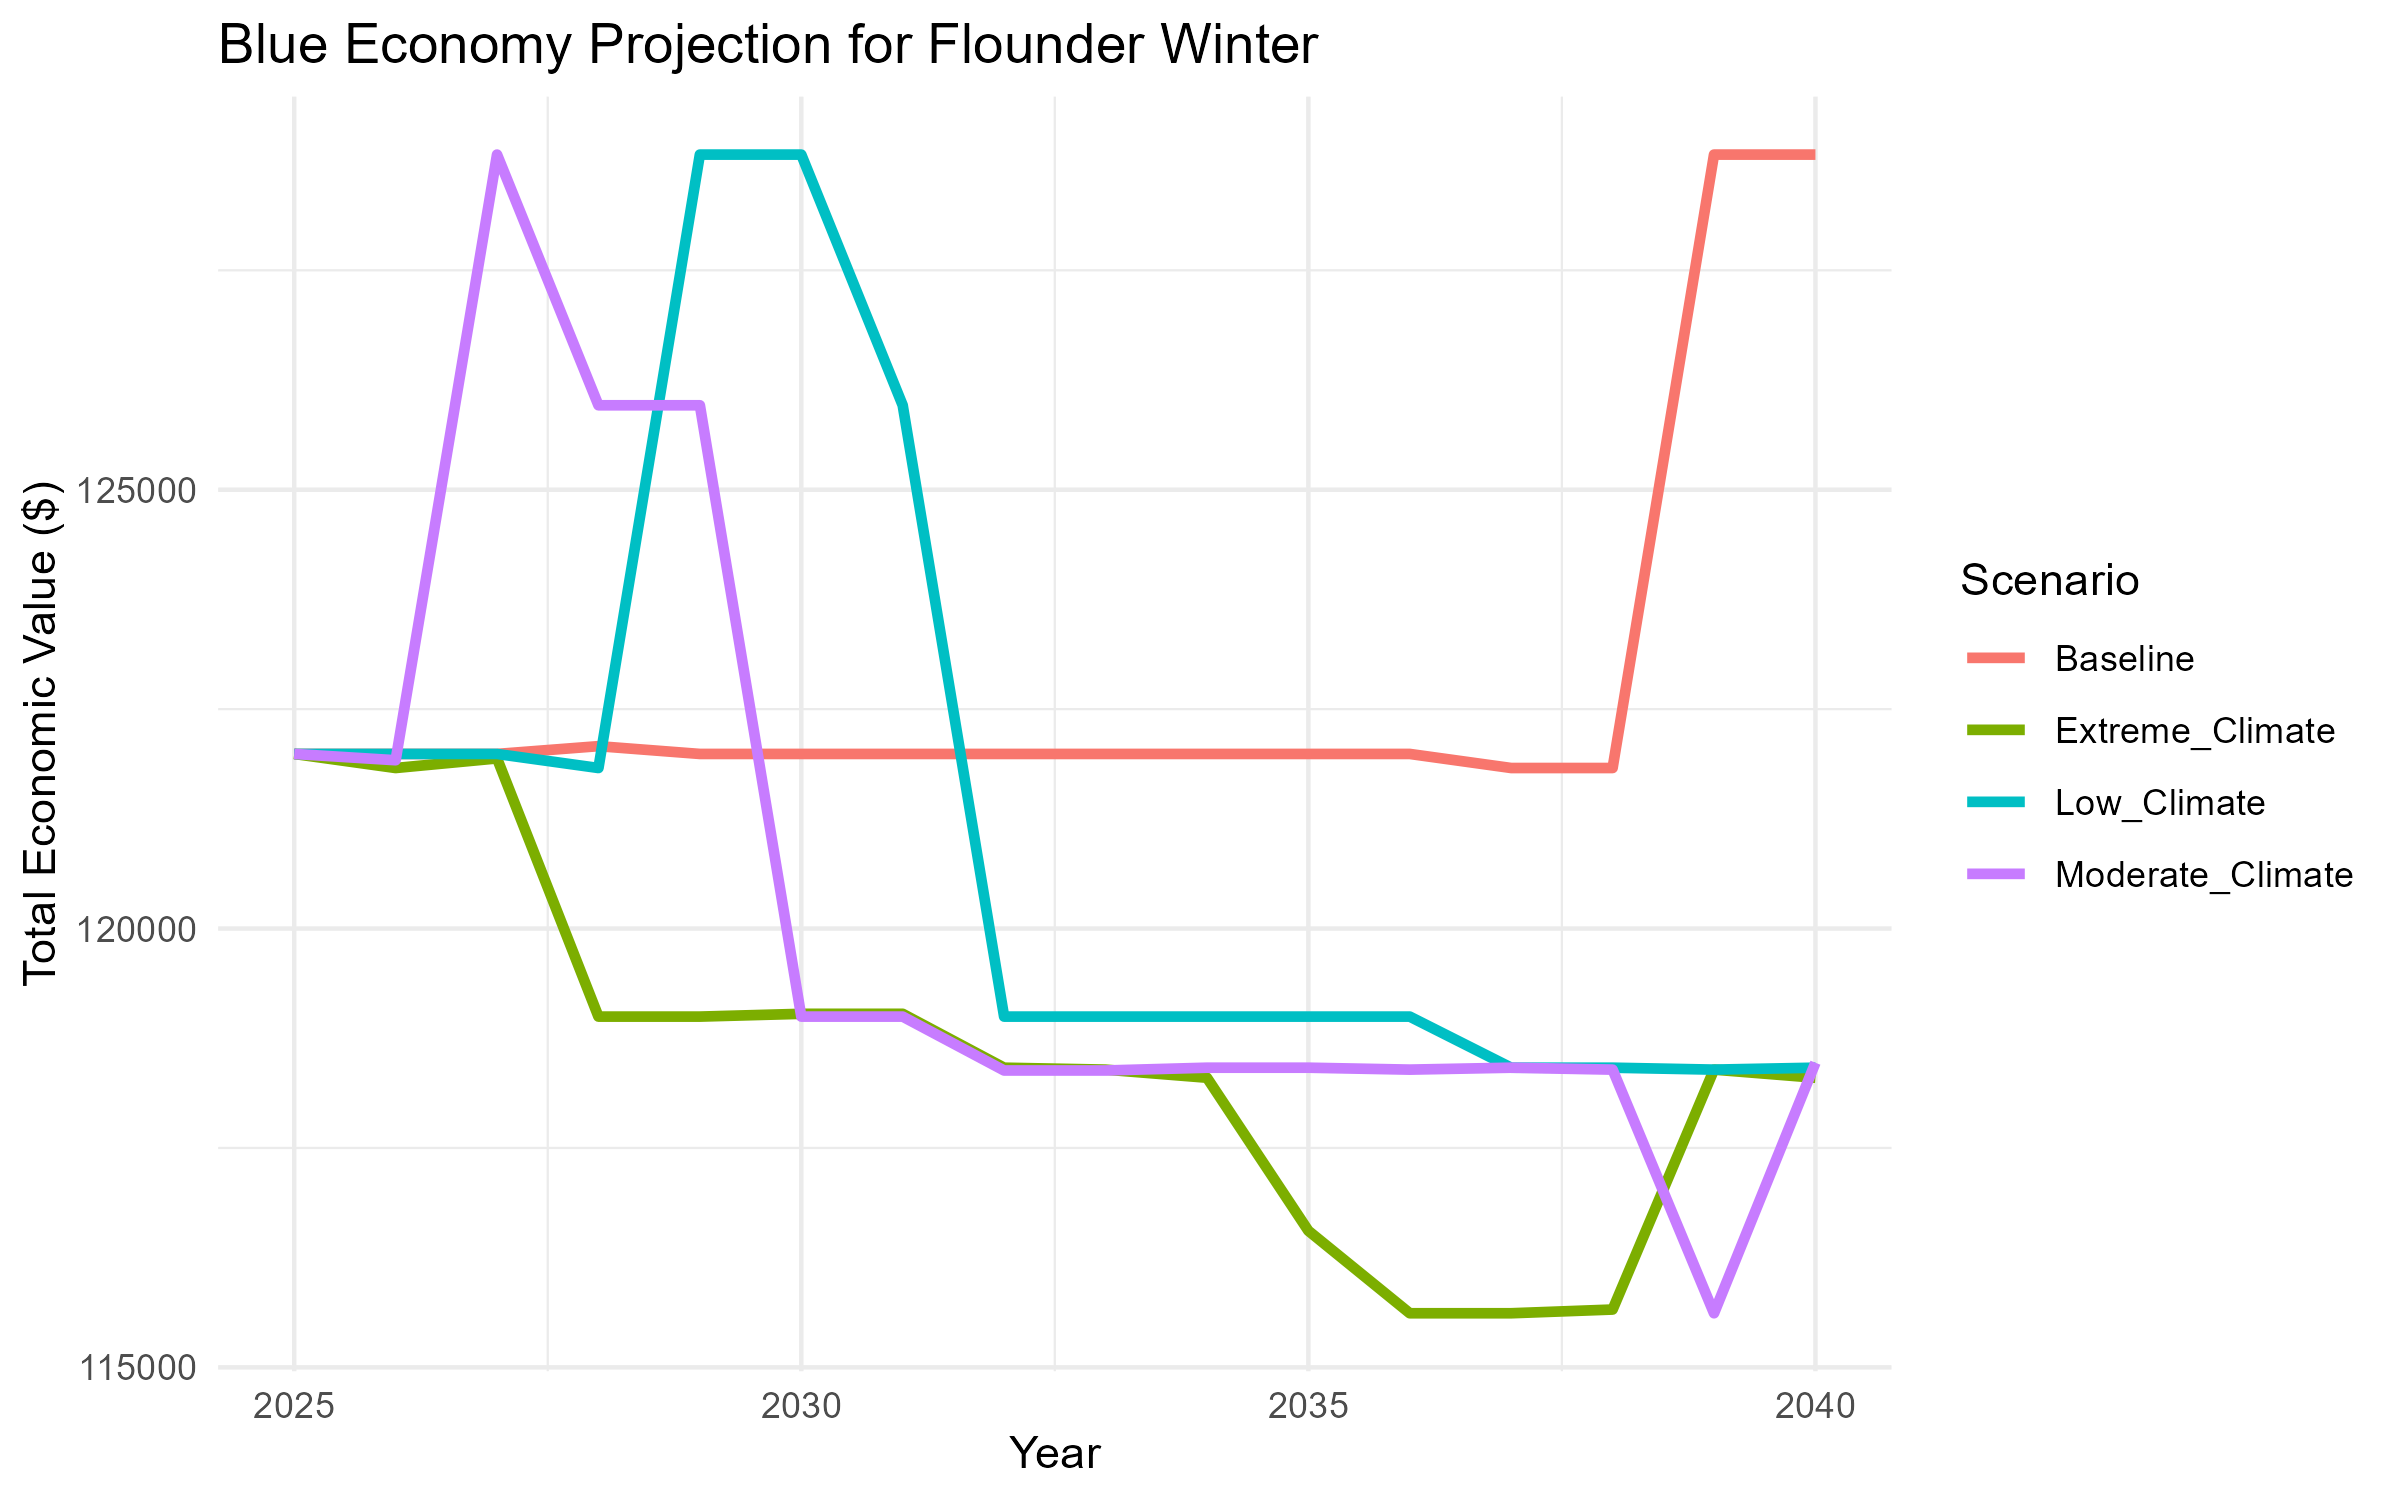 Blue Economy Projection for Flounder Winter
Total Economic Value ($)
125000
120000
115000
2025
2030
2035
2040
Year
Scenario
Baseline
Extreme_Climate
Low_Climate
Moderate_Climate